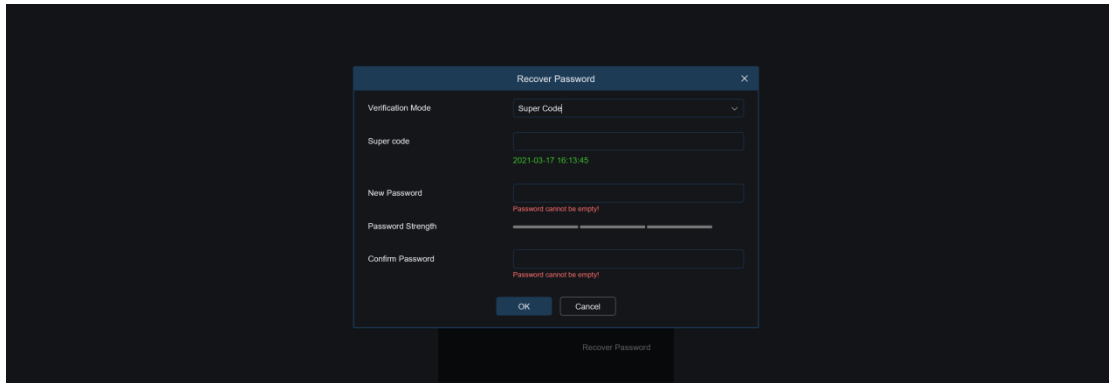 Recover Password
Verification Mode
Super Code
Super code
2021-03-17 16:13:45
New Password
Password cannot be empty!
Password Strength
Confirm Password
Password cannot be empty!
OK Cancel
Recover Password